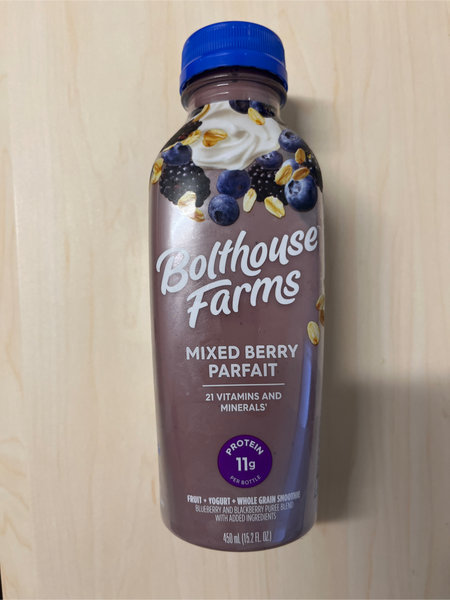 Bolthouse
Farms
MIXED BERRY
PARFAIT
21 VITAMINS AND
MINERALS†
PROTEIN
11g
PER BOTTLE
FRUIT + YOGURT + WHOLE GRAIN SMOOTHIE
BLUEBERRY AND BLACKBERRY PUREE BLEND
WITH ADDED INGREDIENTS
450 mL (15.2 FL. OZ.)